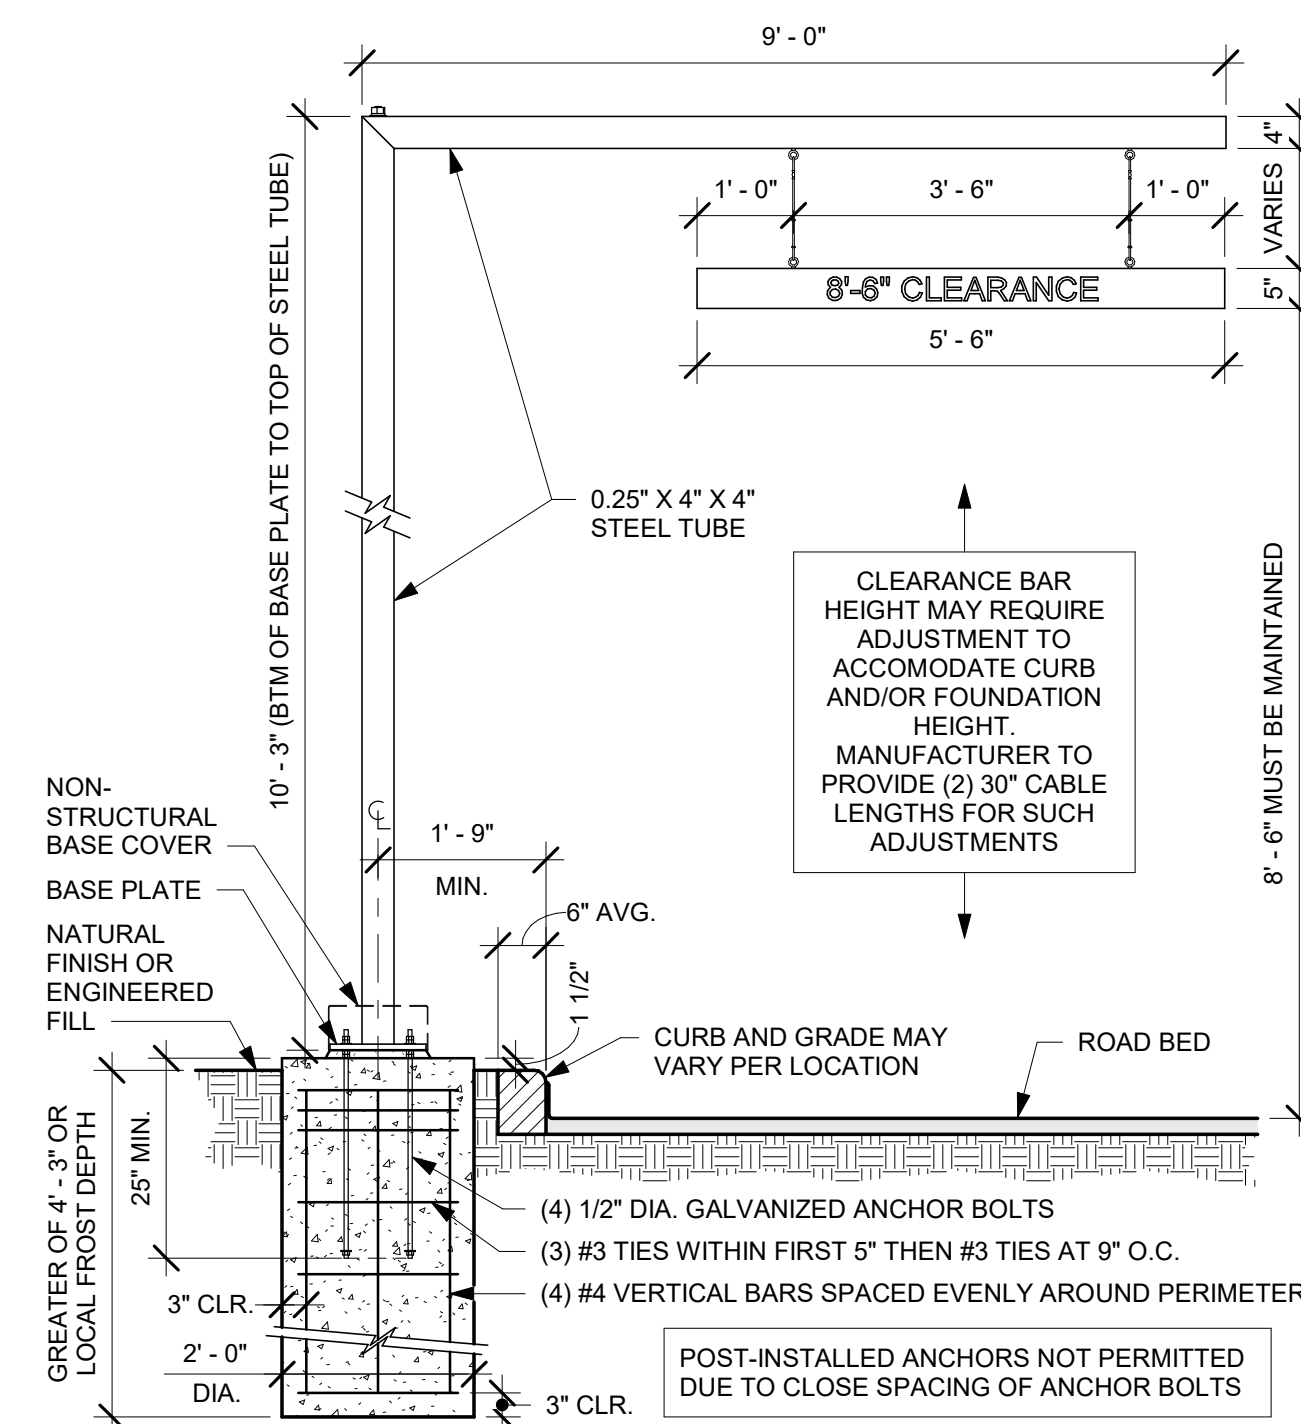 9' - 0"
10' - 3" (BTM OF BASE PLATE TO TOP OF STEEL TUBE)
4"
VARIES
5"
1' - 0"
3' - 6"
1' - 0"
8'-6" CLEARANCE
5' - 6"
0.25" X 4" X 4"
STEEL TUBE
CLEARANCE BAR
HEIGHT MAY REQUIRE
ADJUSTMENT TO
ACCOMODATE CURB
AND/OR FOUNDATION
HEIGHT.
MANUFACTURER TO
PROVIDE (2) 30" CABLE
LENGTHS FOR SUCH
ADJUSTMENTS
8' - 6" MUST BE MAINTAINED
NON-
STRUCTURAL
BASE COVER
BASE PLATE
NATURAL
FINISH OR
ENGINEERED
FILL
CL
1' - 9"
MIN.
6" AVG.
1 1/2"
CURB AND GRADE MAY
VARY PER LOCATION
ROAD BED
GREATER OF 4' - 3" OR
LOCAL FROST DEPTH
25" MIN.
(4) 1/2" DIA. GALVANIZED ANCHOR BOLTS
(3) #3 TIES WITHIN FIRST 5" THEN #3 TIES AT 9" O.C.
(4) #4 VERTICAL BARS SPACED EVENLY AROUND PERIMETER
3" CLR.
2' - 0"
DIA.
3" CLR.
POST-INSTALLED ANCHORS NOT PERMITTED
DUE TO CLOSE SPACING OF ANCHOR BOLTS